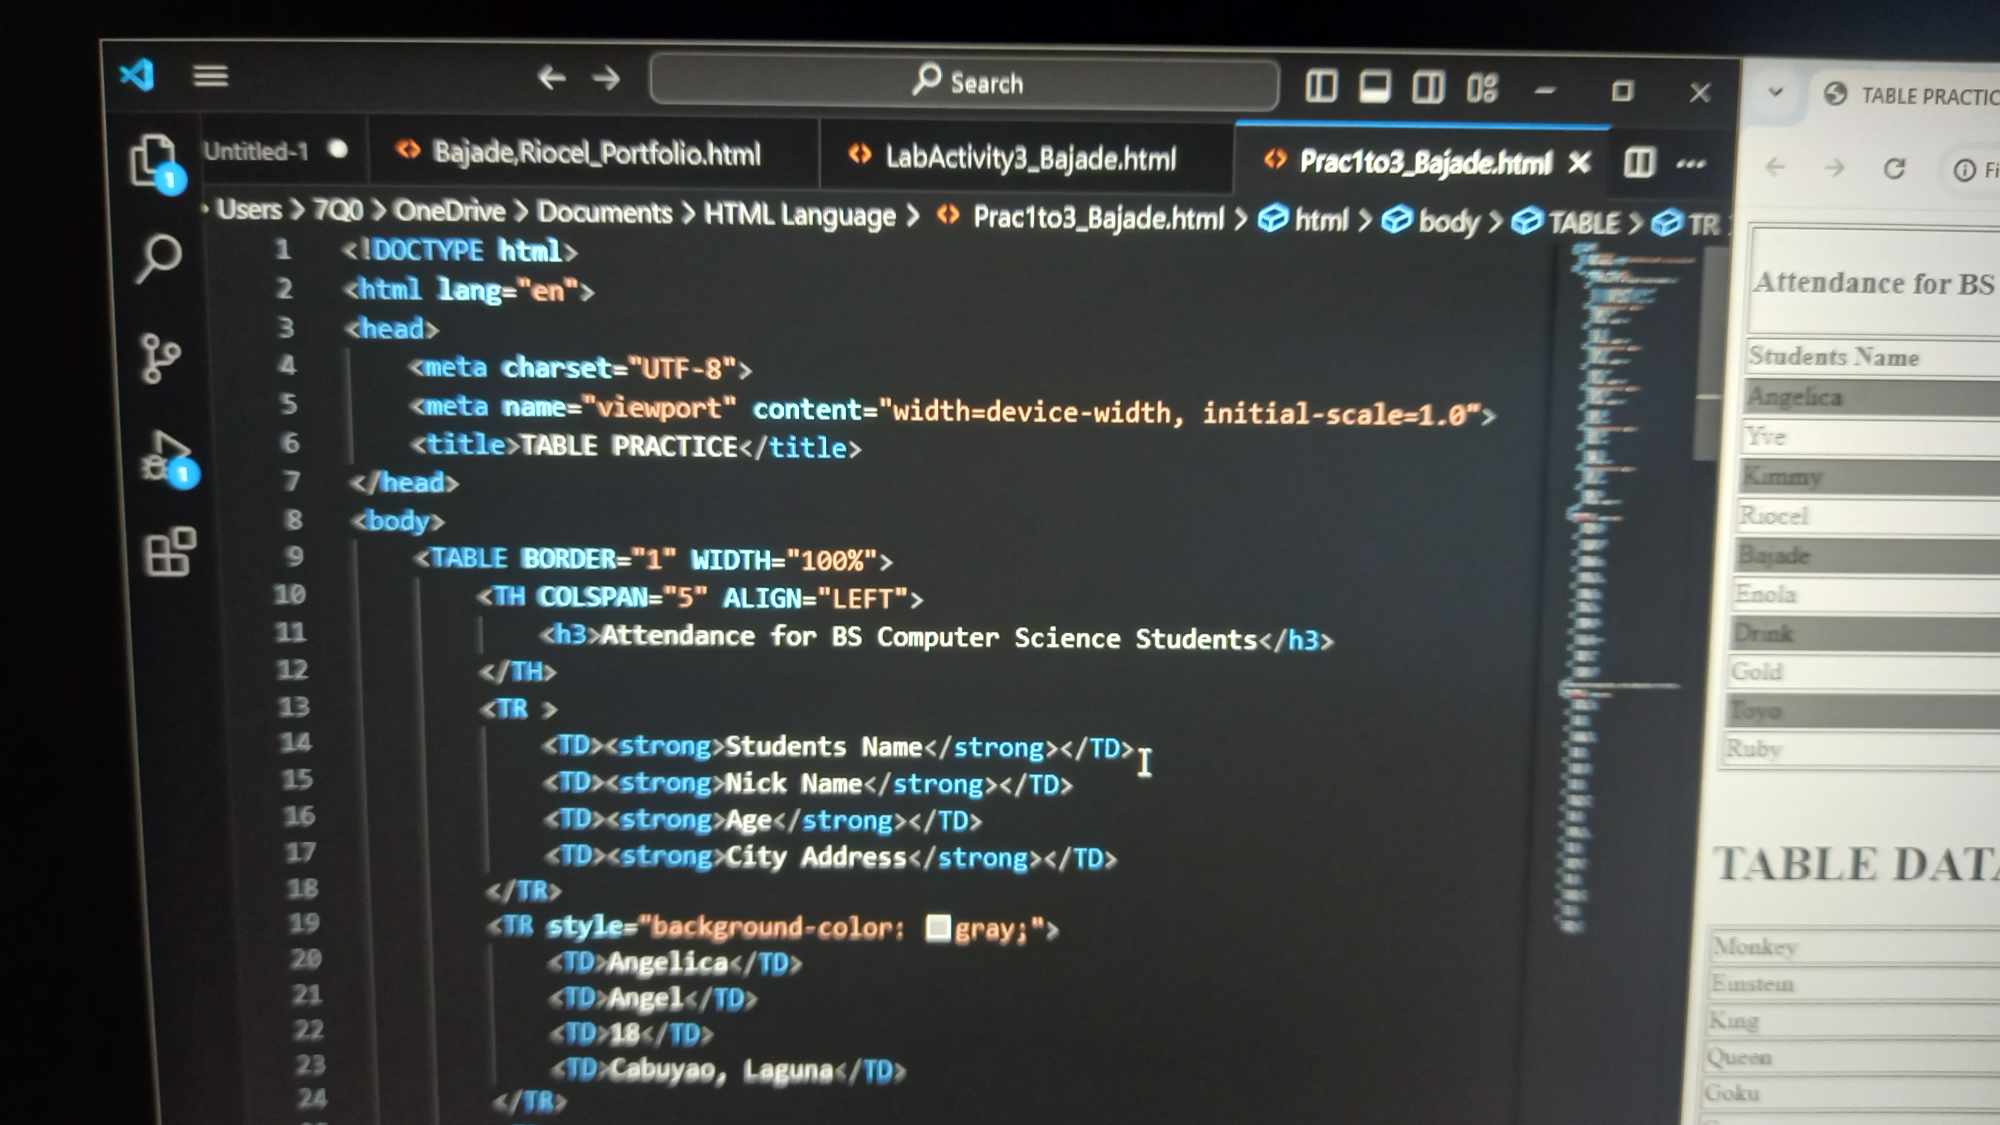 Search
Untitled-1
Bajade,Riocel_Portfolio.html
LabActivity3_Bajade.html
Prac1to3_Bajade.html
Users > 7Q0 > OneDrive > Documents > HTML Language > Prac1to3_Bajade.html > html > body > TABLE > TR
1 <!DOCTYPE html>
2 <html lang="en">
3 <head>
4 <meta charset="UTF-8">
5 <meta name="viewport" content="width=device-width, initial-scale=1.0">
6 <title>TABLE PRACTICE</title>
7 </head>
8 <body>
9 <TABLE BORDER="1" WIDTH="100%">
10 <TH COLSPAN="5" ALIGN="LEFT">
11 <h3>Attendance for BS Computer Science Students</h3>
12 </TH>
13 <TR >
14 <TD><strong>Students Name</strong></TD>
15 <TD><strong>Nick Name</strong></TD>
16 <TD><strong>Age</strong></TD>
17 <TD><strong>City Address</strong></TD>
18 </TR>
19 <TR style="background-color: gray;">
20 <TD>Angelica</TD>
21 <TD>Angel</TD>
22 <TD>18</TD>
23 <TD>Cabuyao, Laguna</TD>
24 </TR>
1
1
TABLE PRACTIC
Fi
Attendance for BS
Students Name
Angelica
Yve
Kimmy
Riocel
Bajade
Enola
Drink
Gold
Toyo
Ruby
TABLE DATA
Monkey
Einstein
King
Queen
Goku